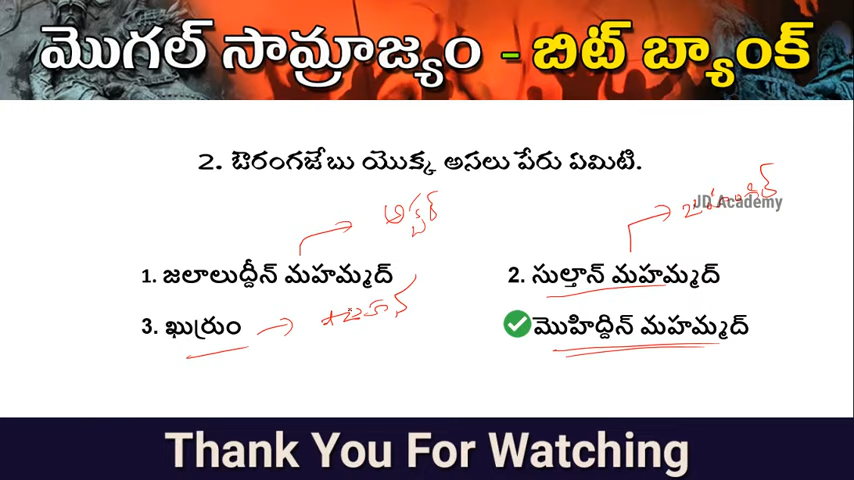 మొగల్ సామ్రాజ్యం - బిట్ బ్యాంక్
2. ఔరంగజేబు యొక్క అసలు పేరు ఏమిటి.
అక్బర్
JD Academy
1. జలాలుద్దీన్ మహమ్మద్
2. సుల్తాన్ మహమ్మద్
3. ఖుర్రుం
మొహిద్దిన్ మహమ్మద్
Thank You For Watching